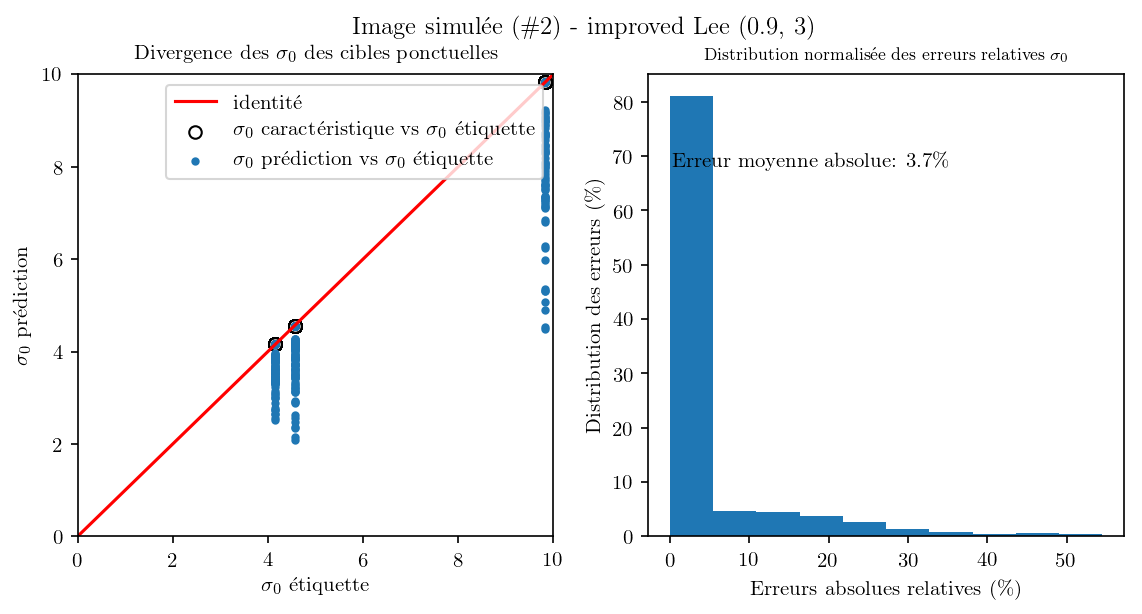 Image simulée (#2) - improved Lee (0.9, 3)
Divergence des σ₀ des cibles ponctuelles
identité
σ₀ caractéristique vs σ₀ étiquette
σ₀ prédiction vs σ₀ étiquette
10
8
6
4
2
0
σ₀ prédiction
0 2 4 6 8 10
σ₀ étiquette
Distribution normalisée des erreurs relatives σ₀
Erreur moyenne absolue: 3.7%
80
70
60
50
40
30
20
10
0
Distribution des erreurs (%)
0 10 20 30 40 50
Erreurs absolues relatives (%)